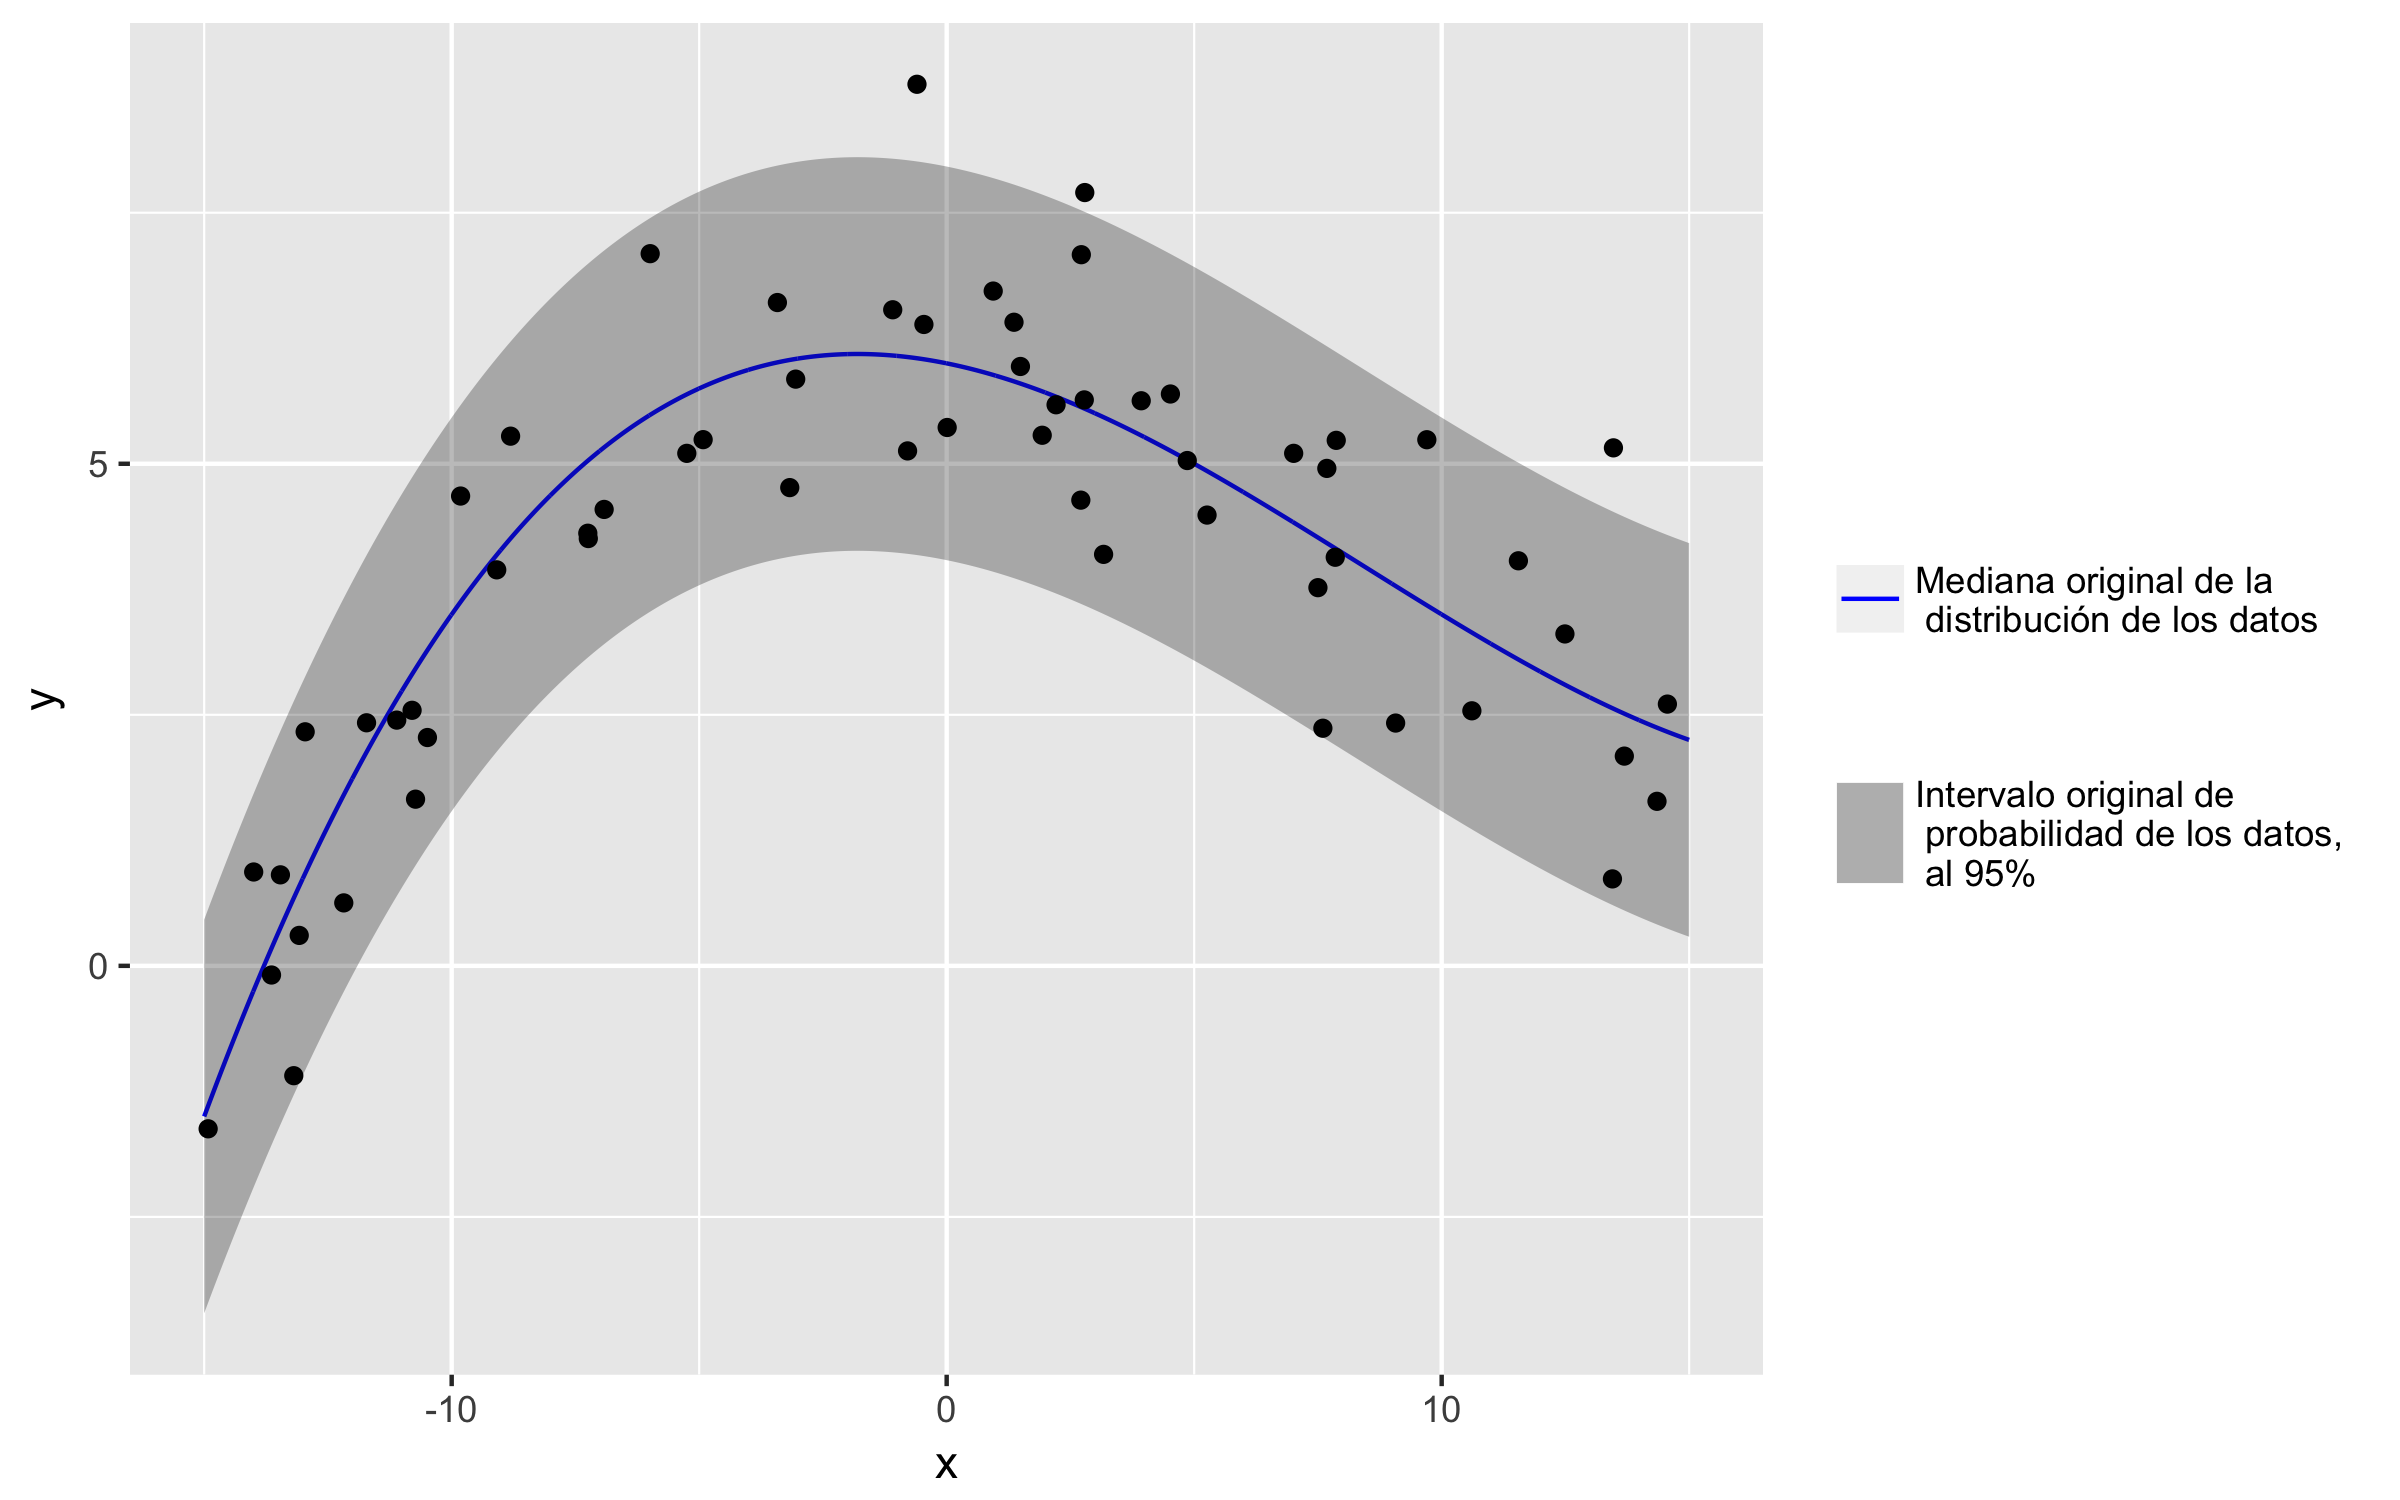 y
5
0
-10
0
10
x
Mediana original de la
distribución de los datos
Intervalo original de
probabilidad de los datos,
al 95%